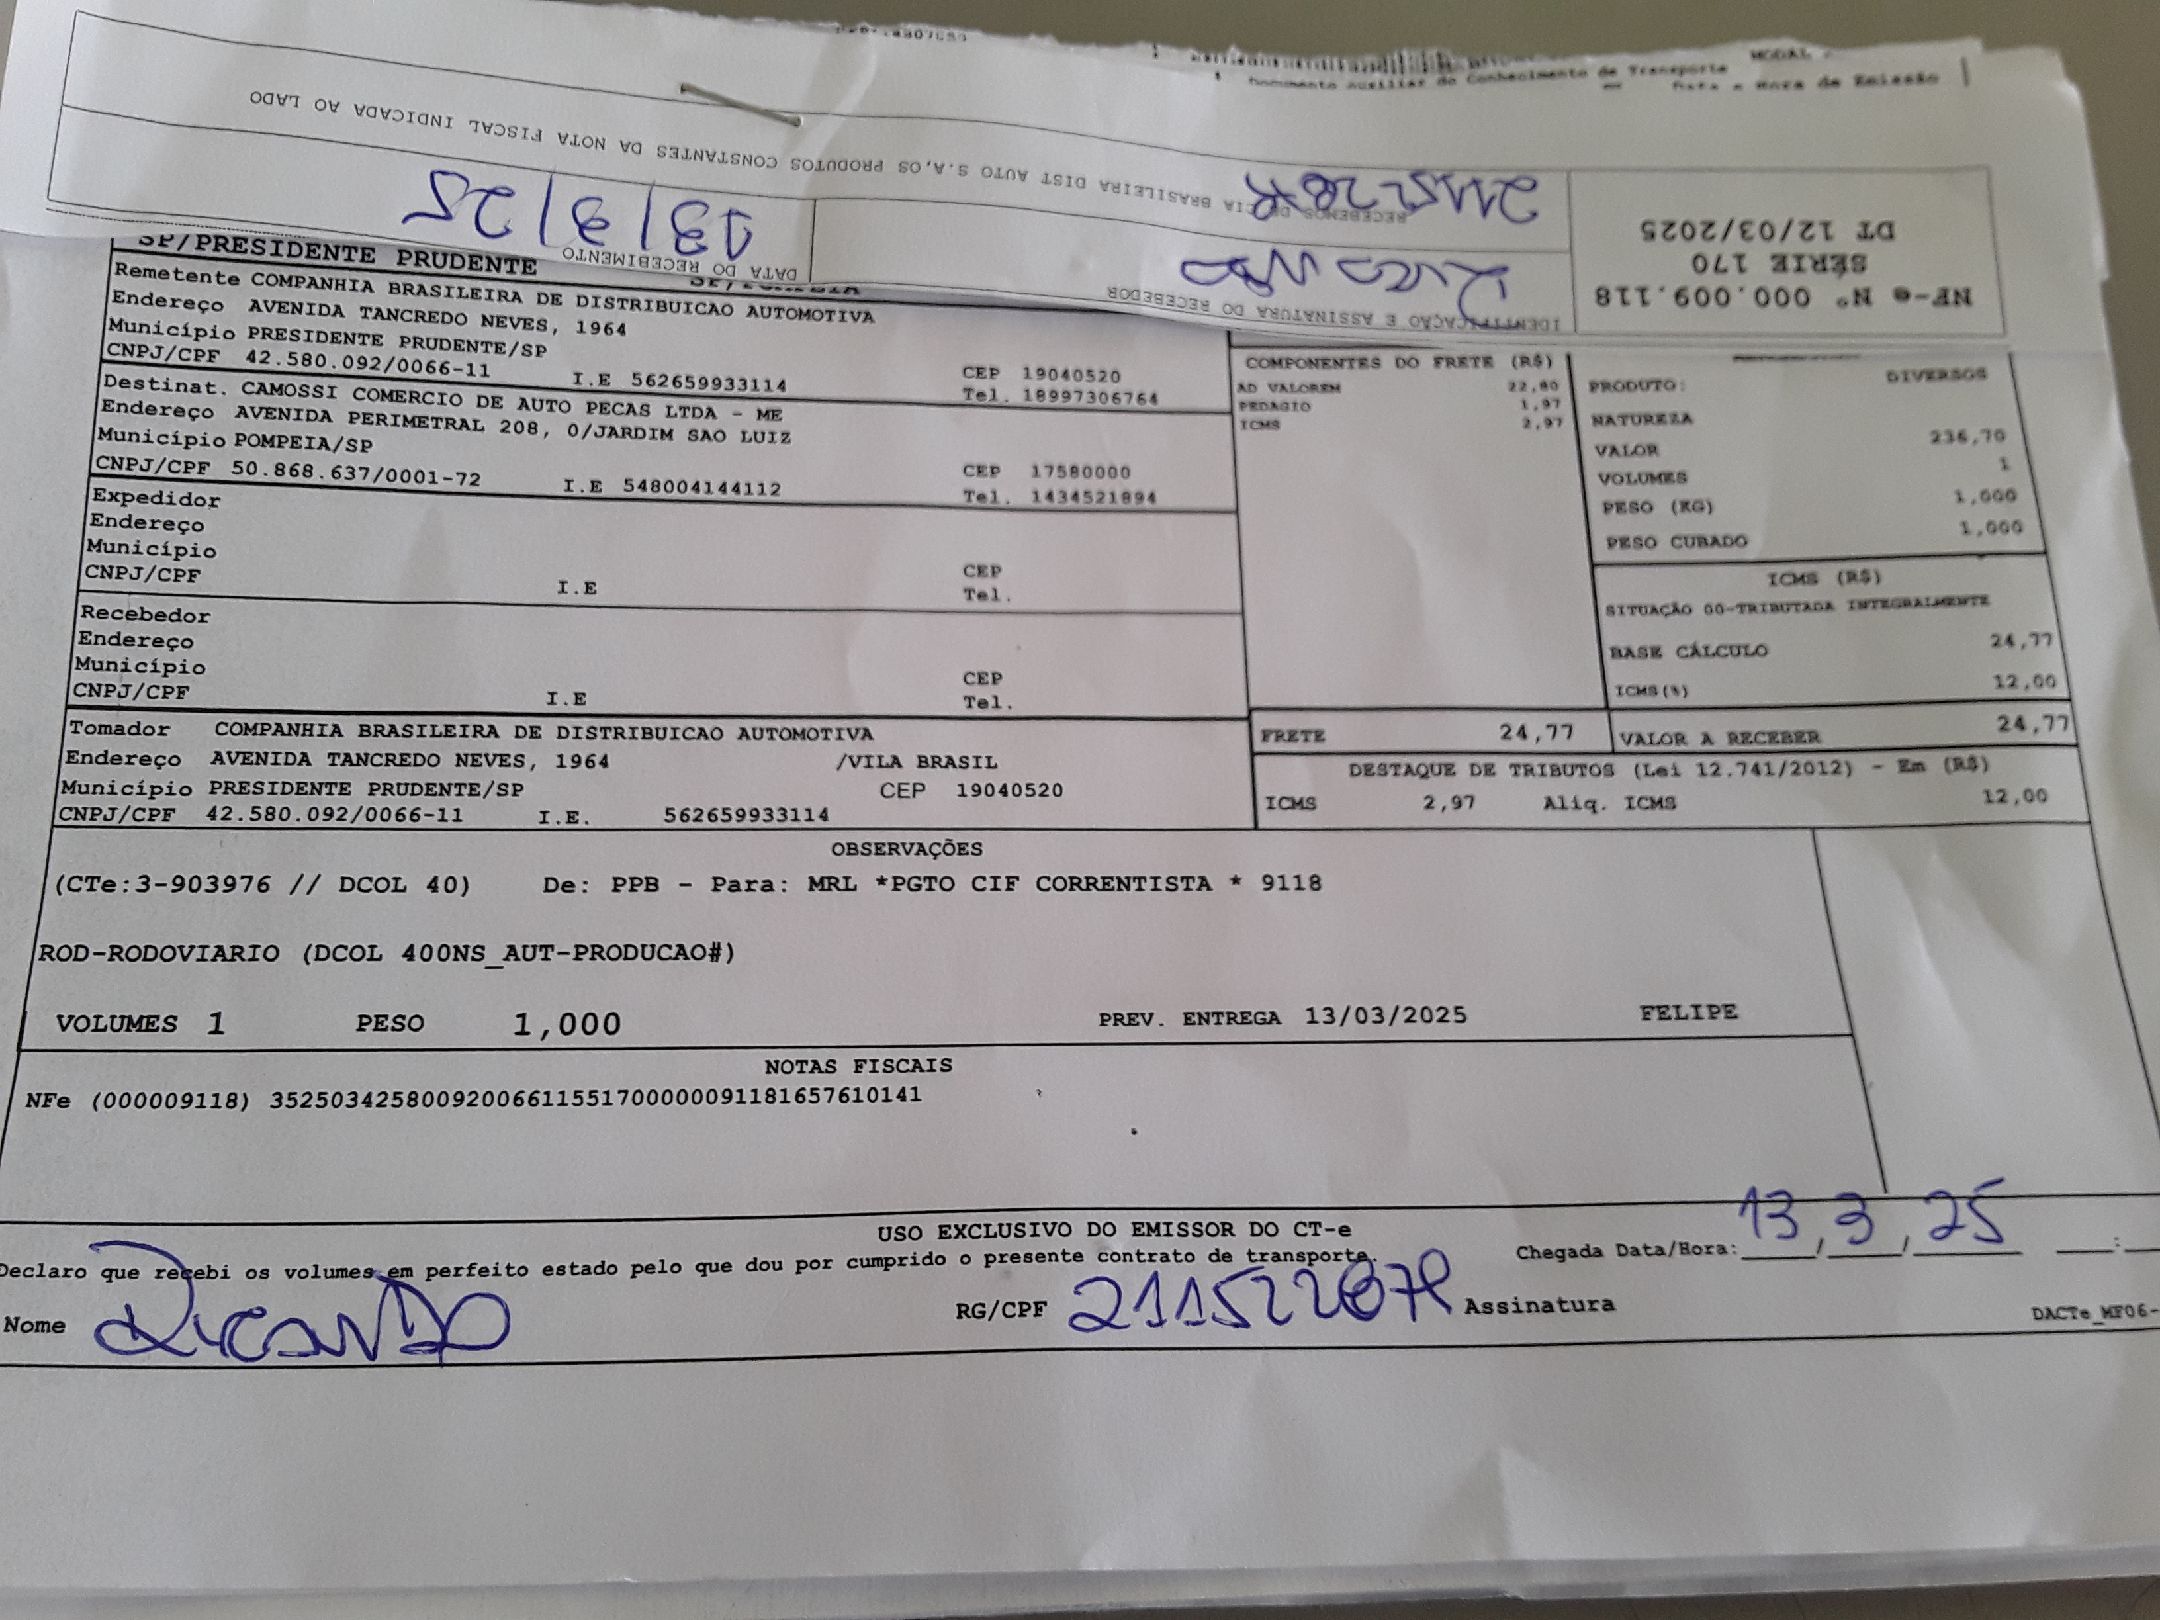 MODAL
Documento Auxiliar do Conhecimento de Transporte
Data e Hora de Emissão
RECEBEMOS DE CIA BRASILEIRA DIST AUTO S.A,OS PRODUTOS CONSTANTES DA NOTA FISCAL INDICADA AO LADO
DATA DO RECEBIMENTO
13/3/25
IDENTIFICAÇÃO E ASSINATURA DO RECEBEDOR
NF-e Nº 000.009.118
SÉRIE 170
DT 12/03/2025
SP/PRESIDENTE PRUDENTE
Remetente COMPANHIA BRASILEIRA DE DISTRIBUICAO AUTOMOTIVA
Endereço AVENIDA TANCREDO NEVES, 1964
Município PRESIDENTE PRUDENTE/SP CEP 19040520
CNPJ/CPF 42.580.092/0066-11 I.E 562659933114 Tel. 18997306764
Destinat. CAMOSSI COMERCIO DE AUTO PECAS LTDA - ME
Endereço AVENIDA PERIMETRAL 208, 0/JARDIM SAO LUIZ
Município POMPEIA/SP CEP 17580000
CNPJ/CPF 50.868.637/0001-72 I.E 548004144112 Tel. 1434521894
Expedidor
Endereço
Município CEP
CNPJ/CPF I.E Tel.
Recebedor
Endereço
Município CEP
CNPJ/CPF I.E Tel.
Tomador COMPANHIA BRASILEIRA DE DISTRIBUICAO AUTOMOTIVA
Endereço AVENIDA TANCREDO NEVES, 1964 /VILA BRASIL
Município PRESIDENTE PRUDENTE/SP CEP 19040520
CNPJ/CPF 42.580.092/0066-11 I.E. 562659933114
COMPONENTES DO FRETE (R$)
AD VALOREM 22,80
PEDAGIO 1,97
ICMS 2,97
PRODUTO: DIVERSOS
NATUREZA
VALOR 236,70
VOLUMES 1
PESO (KG) 1,000
PESO CUBADO 1,000
ICMS (R$)
SITUAÇÃO 00-TRIBUTADA INTEGRALMENTE
BASE CÁLCULO 24,77
ICMS(%) 12,00
FRETE 24,77 VALOR A RECEBER 24,77
DESTAQUE DE TRIBUTOS (Lei 12.741/2012) - Em (R$)
ICMS 2,97 Aliq. ICMS 12,00
OBSERVAÇÕES
(CTe:3-903976 // DCOL 40) De: PPB - Para: MRL *PGTO CIF CORRENTISTA * 9118
ROD-RODOVIARIO (DCOL 400NS_AUT-PRODUCAO#)
VOLUMES 1 PESO 1,000 PREV. ENTREGA 13/03/2025 FELIPE
NOTAS FISCAIS
NFe (000009118) 35250342580092006611551700000091181657610141
USO EXCLUSIVO DO EMISSOR DO CT-e
Declaro que recebi os volumes em perfeito estado pelo que dou por cumprido o presente contrato de transporte.
Chegada Data/Hora: 13/3/25 :
Nome Ricardo RG/CPF Assinatura
DACTe_MF06-